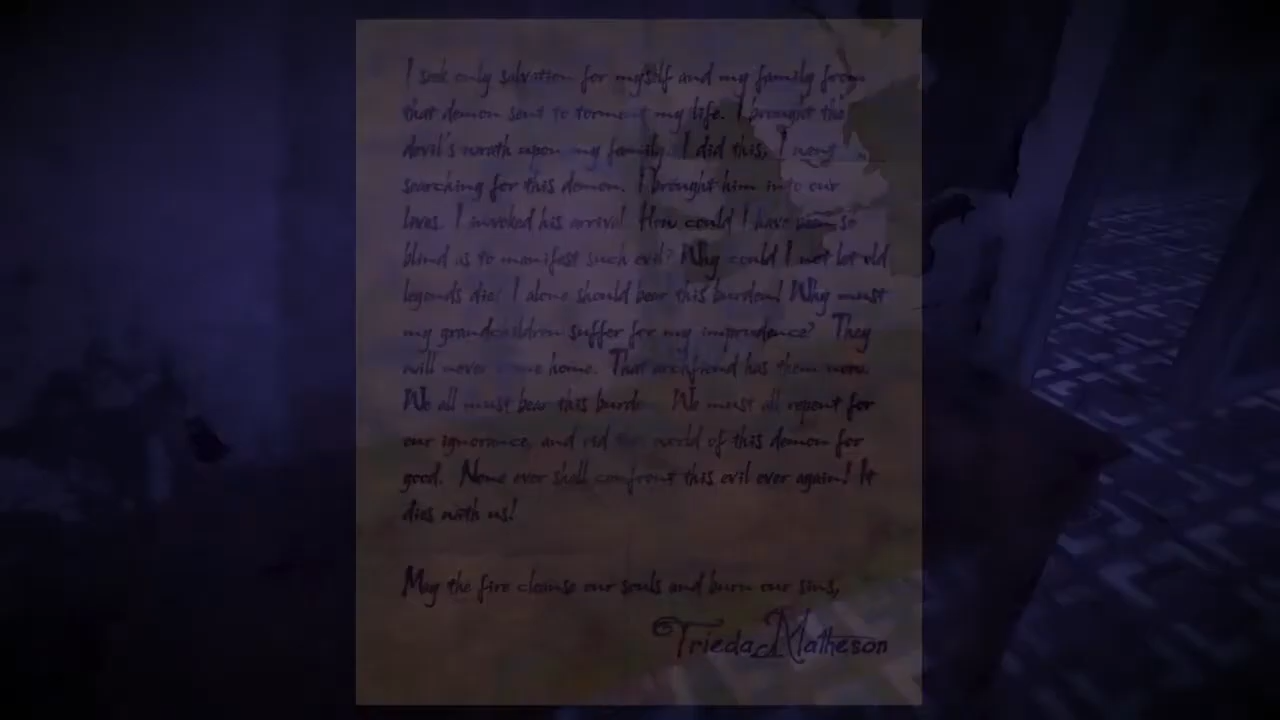 I seek only salvation for myself and my family from
that demon sent to torment my life. I brought the
devil's wrath upon my family. I did this. I went
searching for this demon. I brought him into our
lives. I invoked his arrival. How could I have been so
blind as to manifest such evil? Why could I not let old
legends die! I alone should bear this burden! Why must
my grandchildren suffer for my imprudence? They
will never come home. That archfiend has them now.
We all must bear this burden. We must all repent for
our ignorance, and rid the world of this demon for
good. None ever shall confront this evil ever again! It
dies with us!
May the fire cleanse our souls and burn our sins,
Trieda Matheson